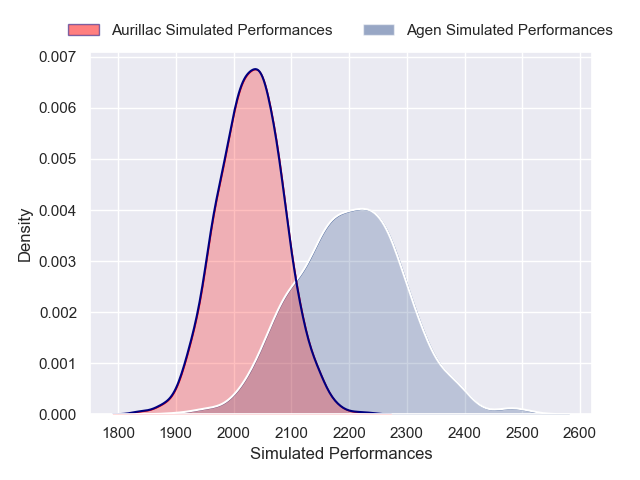 Aurillac Simulated Performances Agen Simulated Performances
0.007
0.006
0.005
0.004
0.003
0.002
0.001
0.000
Density
1800 1900 2000 2100 2200 2300 2400 2500 2600
Simulated Performances